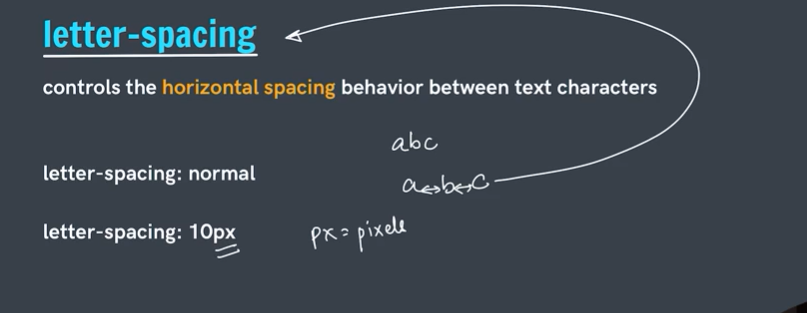 letter-spacing
controls the horizontal spacing behavior between text characters
abc
letter-spacing: normal
a↔b↔c
letter-spacing: 10px
px = pixels